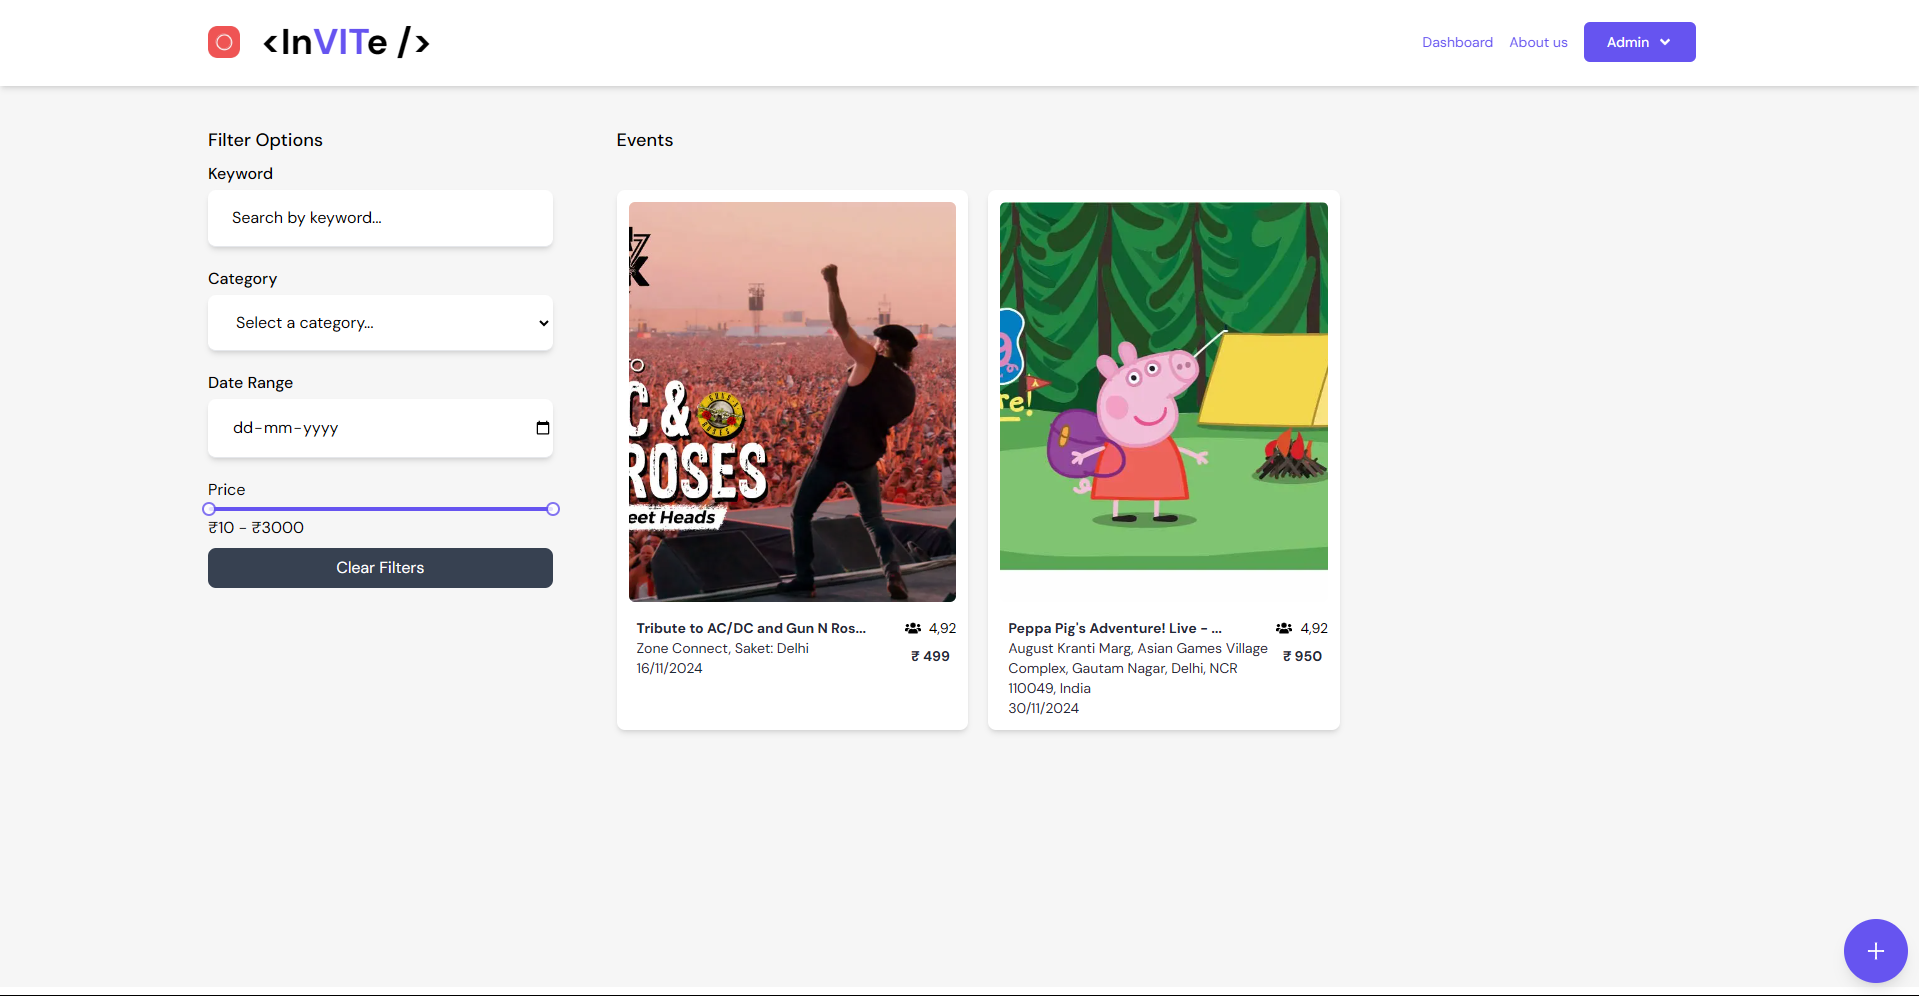 <InVITe />
Dashboard
About us
Admin
Filter Options
Keyword
Search by keyword...
Category
Select a category...
Date Range
dd-mm-yyyy
Price
₹10 - ₹3000
Clear Filters
Events
C &
ROSES
eet Heads
Tribute to AC/DC and Gun N Ros...
4,92
Zone Connect, Saket: Delhi
₹ 499
16/11/2024
re!
Peppa Pig's Adventure! Live - ...
4,92
August Kranti Marg, Asian Games Village
Complex, Gautam Nagar, Delhi, NCR
110049, India
₹ 950
30/11/2024